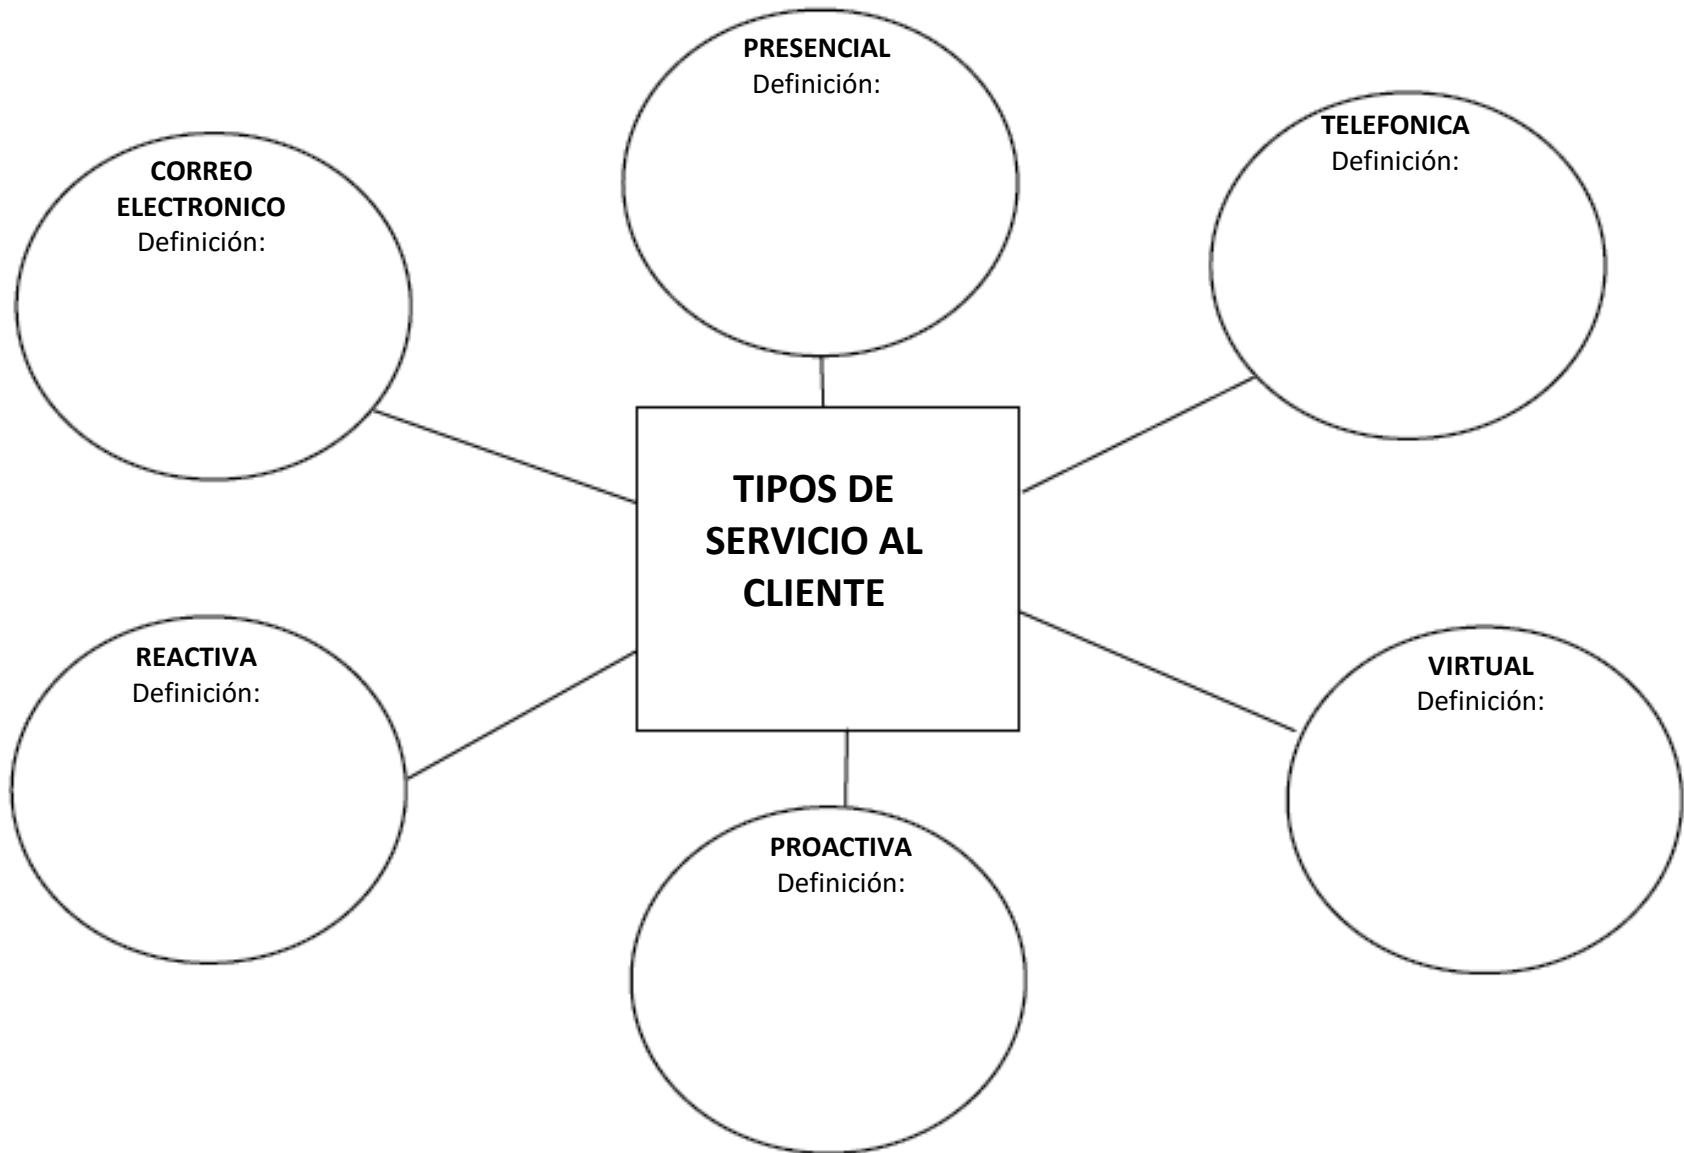 PRESENCIAL
Definición:
TELEFONICA
Definición:
CORREO
ELECTRONICO
Definición:
TIPOS DE
SERVICIO AL
CLIENTE
REACTIVA
Definición:
VIRTUAL
Definición:
PROACTIVA
Definición: